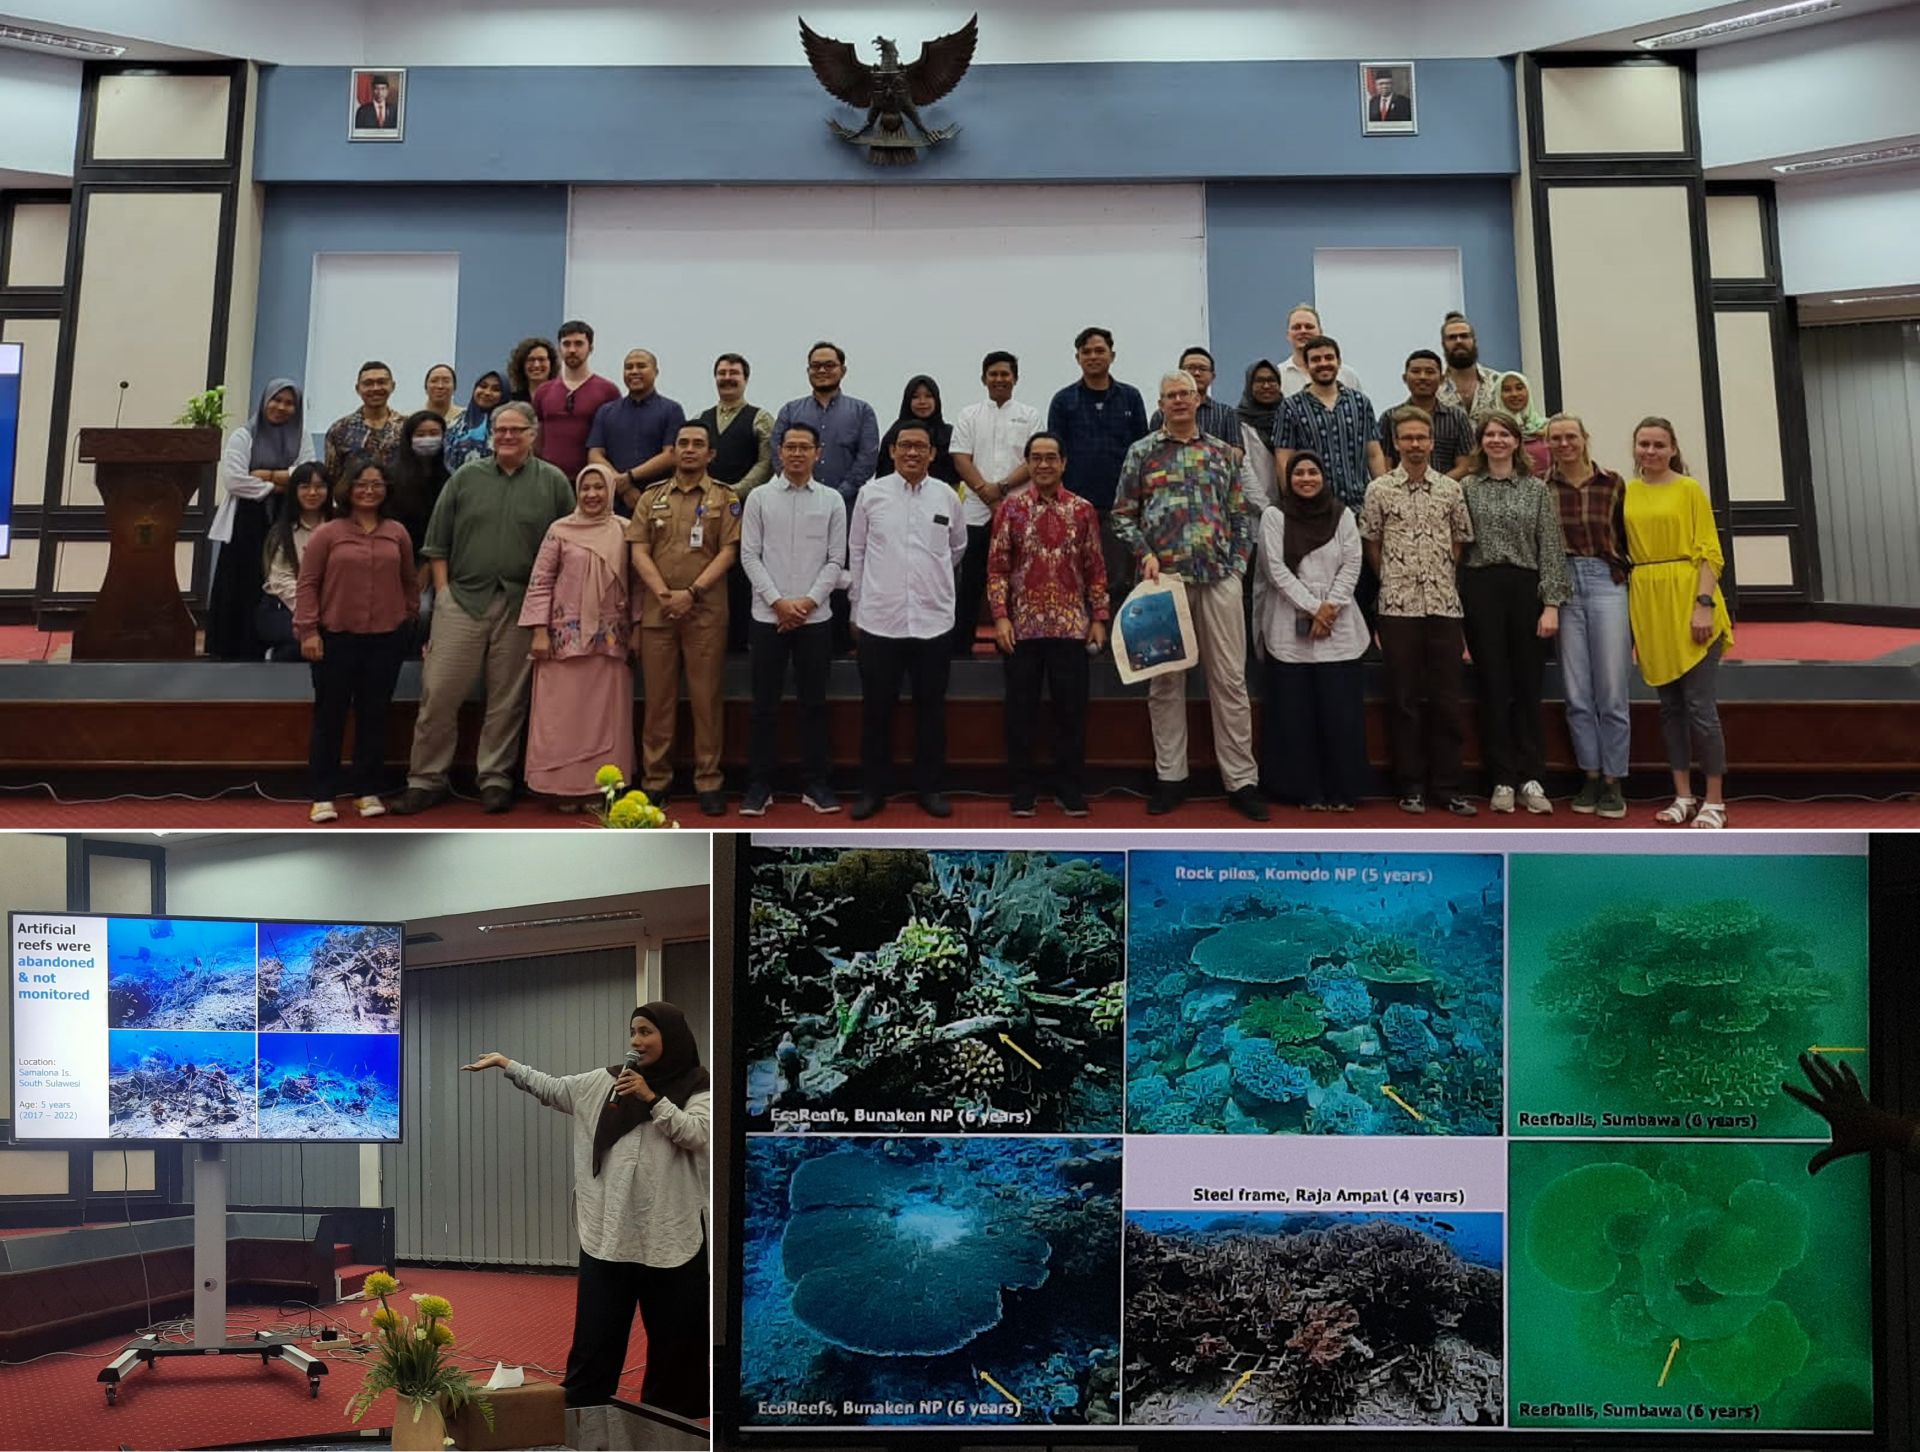 Artificial
reefs were
abandoned
& not
monitored
Location:
Samalona Is.
South Sulawesi
Age: 5 years
(2017 – 2022)
EcoReefs, Bunaken NP (6 years)
Rock piles, Komodo NP (5 years)
Reefballs, Sumbawa (6 years)
EcoReefs, Bunaken NP (6 years)
Steel frame, Raja Ampat (4 years)
Reefballs, Sumbawa (6 years)